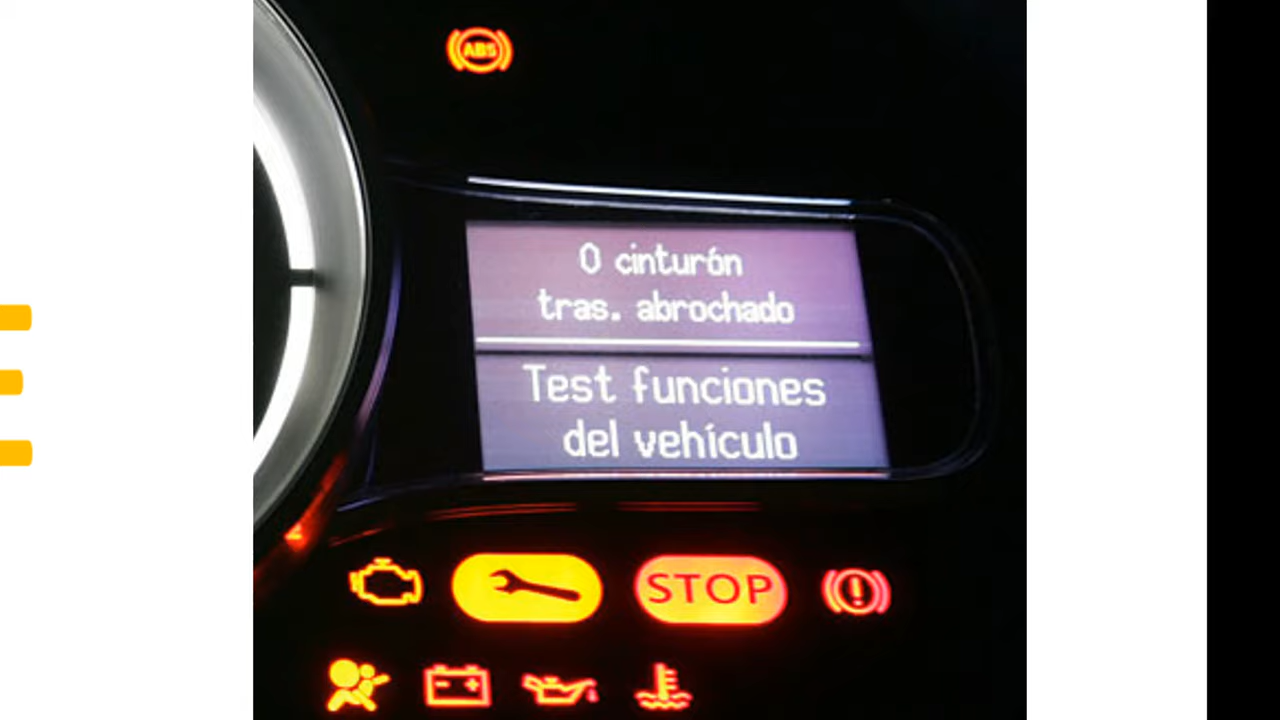 ABS
0 cinturón
tras. abrochado
Test funciones
del vehículo
STOP